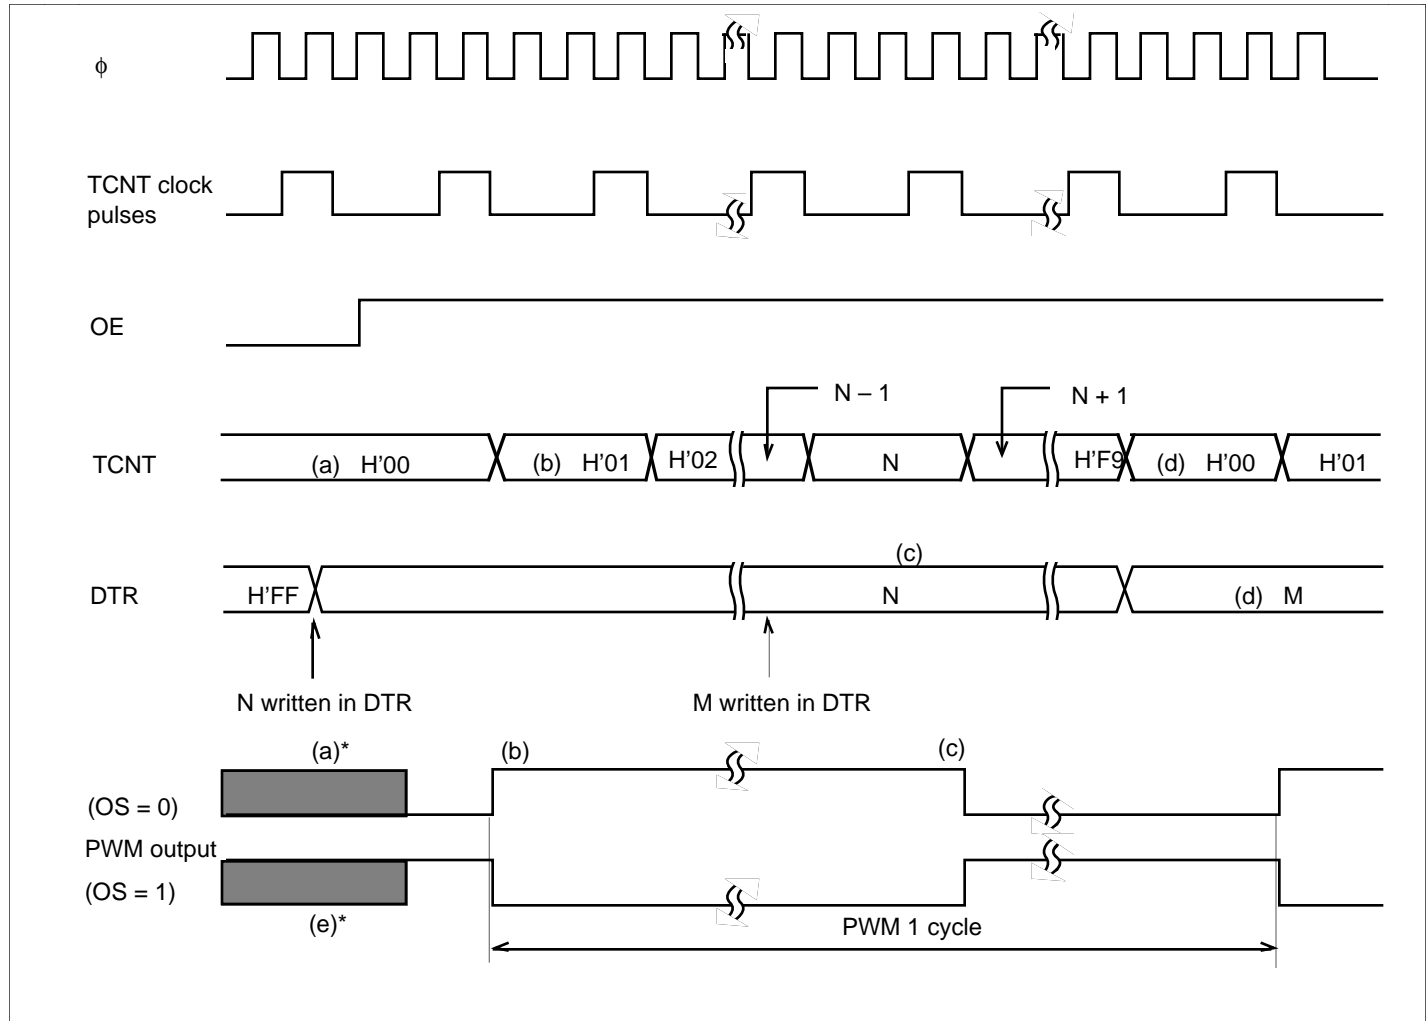 ϕ
TCNT clock
pulses
OE
N – 1
N + 1
TCNT
(a) H'00
(b) H'01
H'02
N
H'F9
(d) H'00
H'01
(c)
DTR
H'FF
N
(d) M
N written in DTR
M written in DTR
(a)*
(b)
(c)
(OS = 0)
PWM output
(OS = 1)
(e)*
PWM 1 cycle